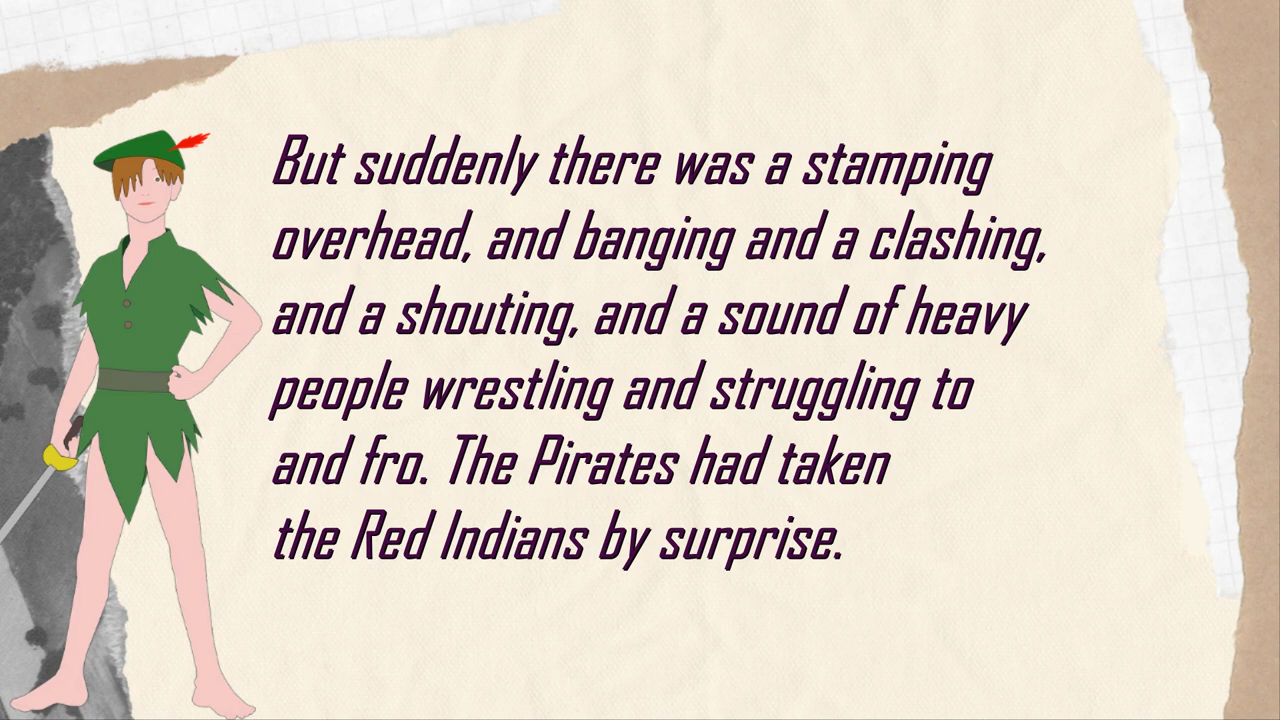 But suddenly there was a stamping
overhead, and banging and a clashing,
and a shouting, and a sound of heavy
people wrestling and struggling to
and fro. The Pirates had taken
the Red Indians by surprise.